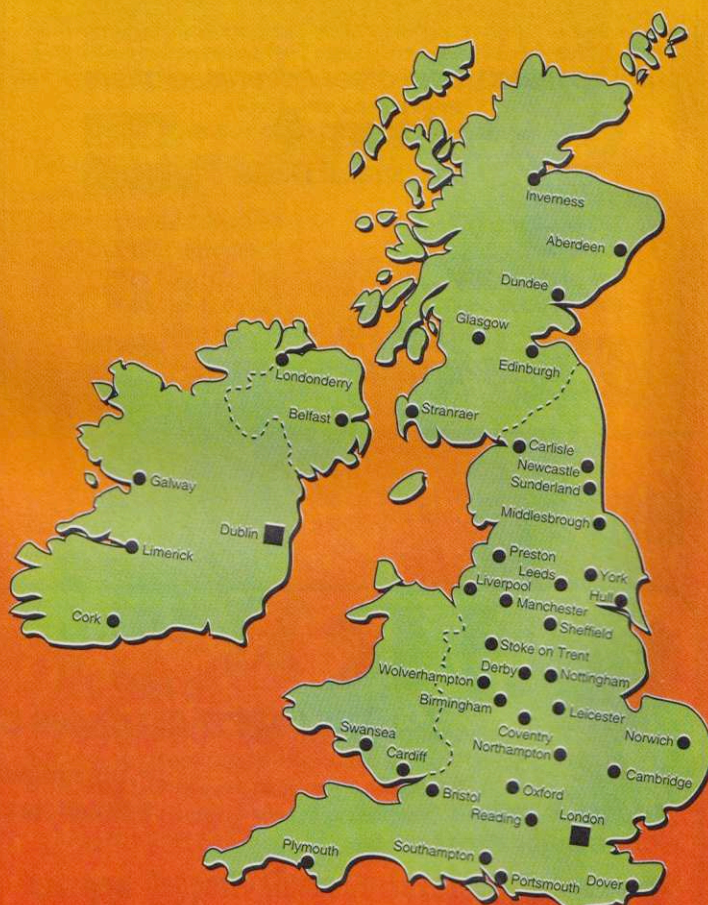 Inverness
Aberdeen
Dundee
Glasgow
Edinburgh
Londonderry
Belfast
Stranraer
Carlisle
Newcastle
Sunderland
Galway
Middlesbrough
Dublin
Limerick
Preston
York
Leeds
Liverpool
Hull
Manchester
Cork
Sheffield
Stoke on Trent
Derby
Nottingham
Wolverhampton
Birmingham
Leicester
Coventry
Swansea
Norwich
Cardiff
Northampton
Cambridge
Bristol
Oxford
London
Reading
Plymouth
Southampton
Portsmouth
Dover